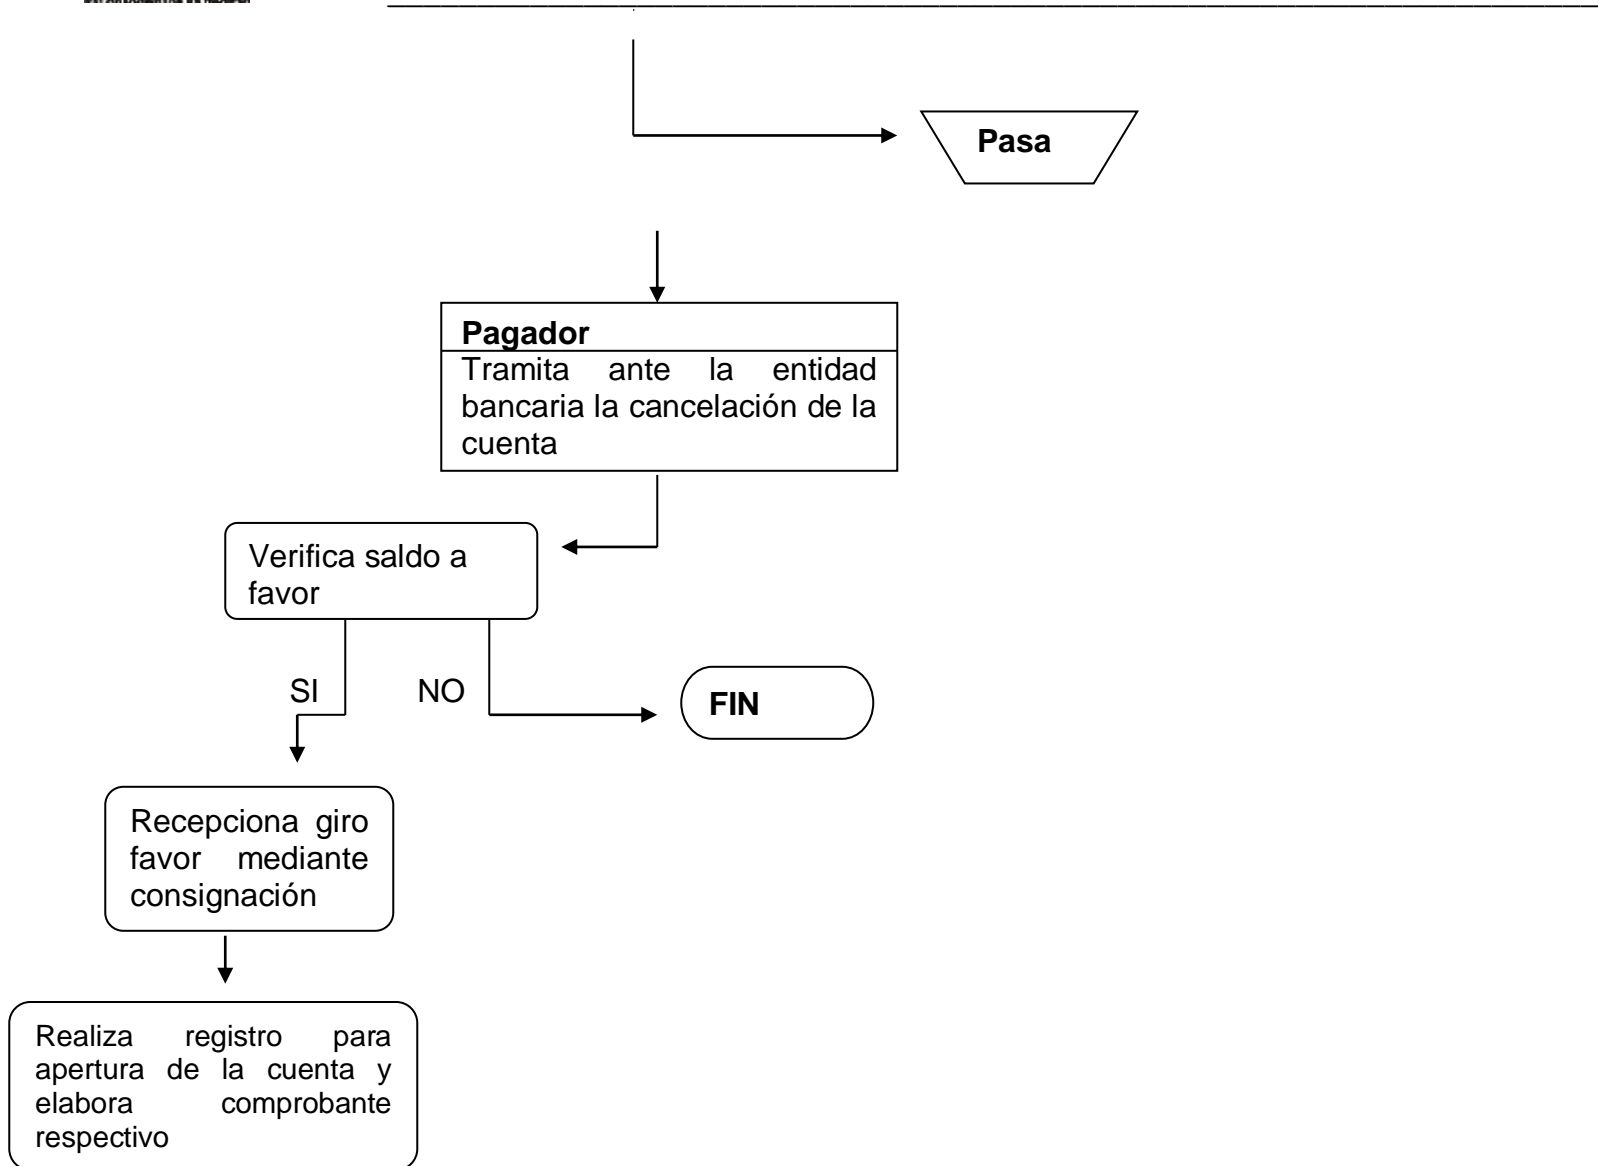 Pasa
Pagador
Tramita ante la entidad
bancaria la cancelación de la
cuenta
Verifica saldo a
favor
SI NO
FIN
Recepciona giro
favor mediante
consignación
Realiza registro para
apertura de la cuenta y
elabora comprobante
respectivo